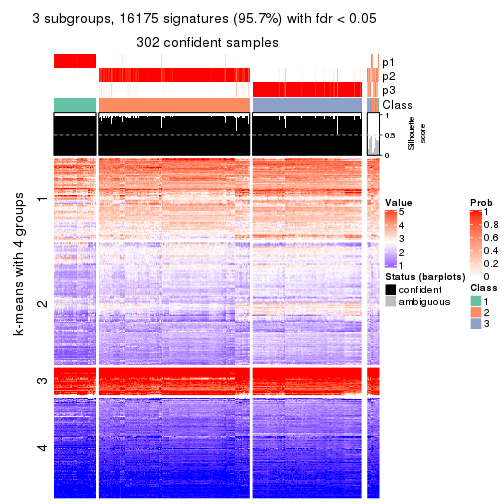 3 subgroups, 16175 signatures (95.7%) with fdr < 0.05
302 confident samples
p1
p2
p3
Class
1
0.5
0
Silhouette
score
k-means with 4 groups
1
2
3
4
Value
5
4
3
2
1
Status (barplots)
confident
ambiguous
Prob
1
0.8
0.6
0.4
0.2
0
Class
1
2
3